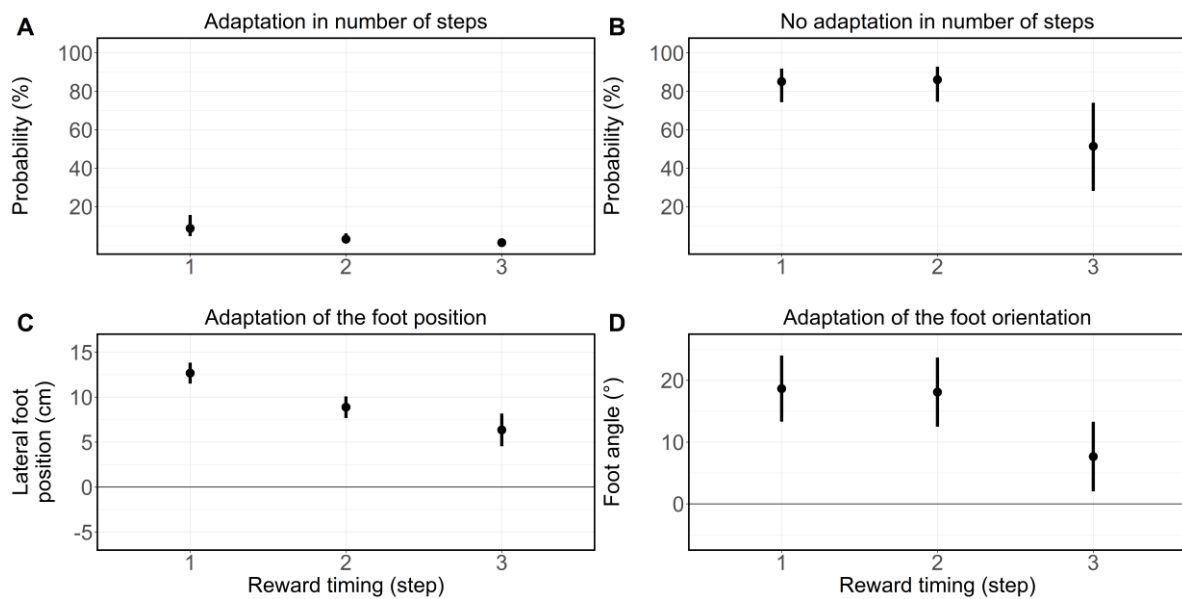 A
Adaptation in number of steps
Probability (%)
100
80
60
40
20
1
2
3
B
No adaptation in number of steps
Probability (%)
100
80
60
40
20
1
2
3
C
Adaptation of the foot position
Lateral foot
position (cm)
15
10
5
0
-5
1
2
3
Reward timing (step)
D
Adaptation of the foot orientation
Foot angle (°)
20
10
0
1
2
3
Reward timing (step)